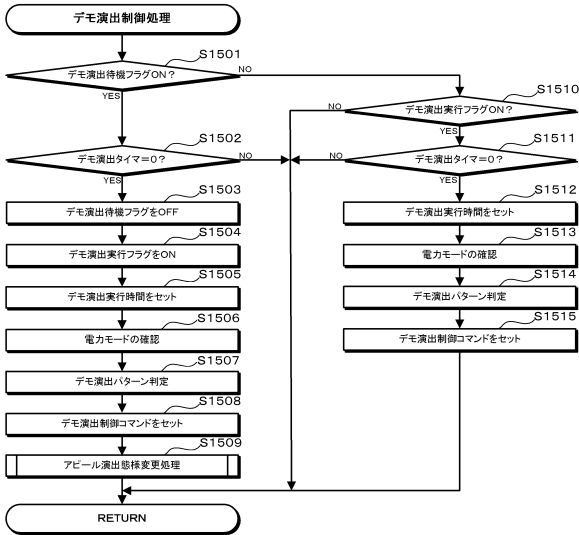 デモ演出制御処理
S1501
デモ演出待機フラグON?
NO
YES
S1510
デモ演出実行フラグON?
NO
YES
S1502
デモ演出タイマ=0?
NO
YES
S1511
デモ演出タイマ=0?
NO
YES
S1503
デモ演出待機フラグをOFF
S1504
デモ演出実行フラグをON
S1505
デモ演出実行時間をセット
S1506
電力モードの確認
S1507
デモ演出パターン判定
S1508
デモ演出制御コマンドをセット
S1509
アピール演出態様変更処理
S1512
デモ演出実行時間をセット
S1513
電力モードの確認
S1514
デモ演出パターン判定
S1515
デモ演出制御コマンドをセット
RETURN